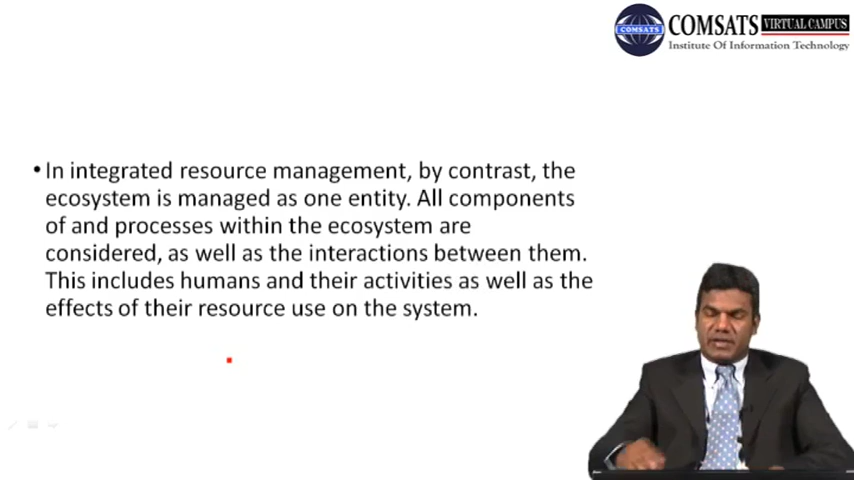 COMSATS VIRTUAL CAMPUS
COMSATS
Institute Of Information Technology
•In integrated resource management, by contrast, the
ecosystem is managed as one entity. All components
of and processes within the ecosystem are
considered, as well as the interactions between them.
This includes humans and their activities as well as the
effects of their resource use on the system.